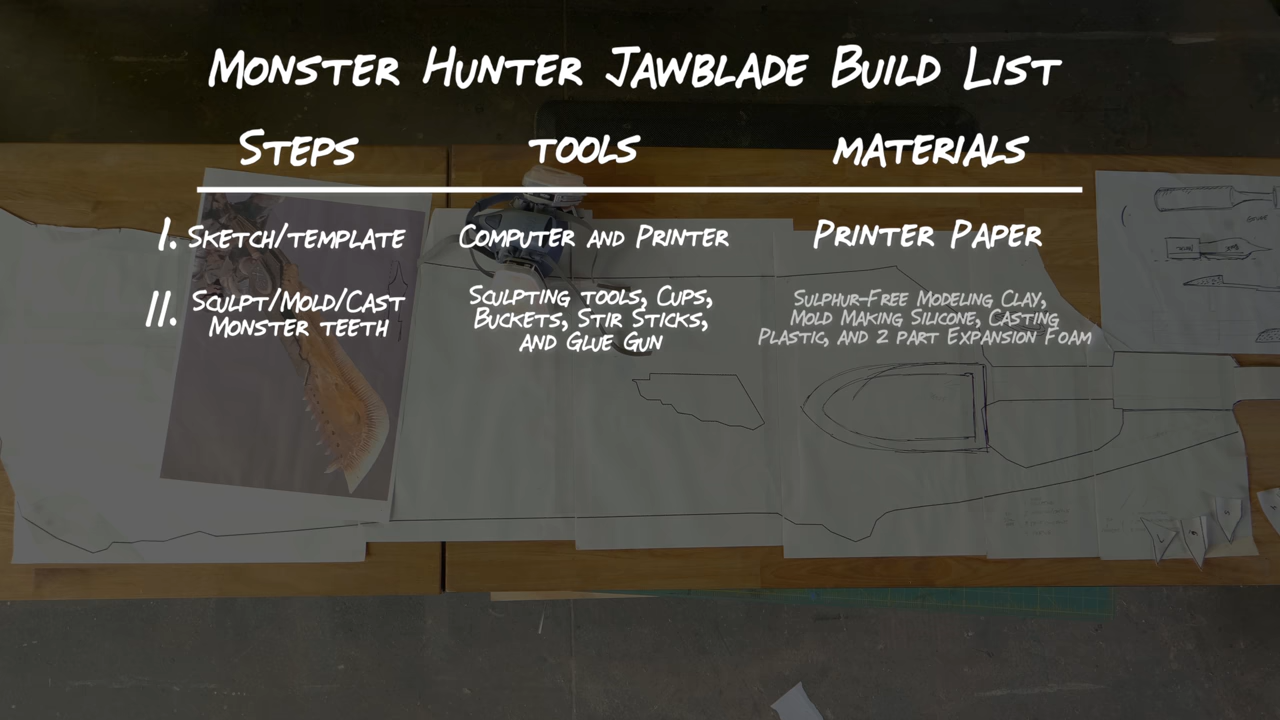 Monster Hunter Jawblade Build List
Steps
Tools
Materials
I. Sketch/template
Computer and Printer
Printer Paper
II. Sculpt/Mold/Cast
Monster teeth
Sculpting tools, Cups,
Buckets, Stir Sticks,
and Glue Gun
Sulphur-Free Modeling Clay,
Mold Making Silicone, Casting
Plastic, and 2 part Expansion Foam